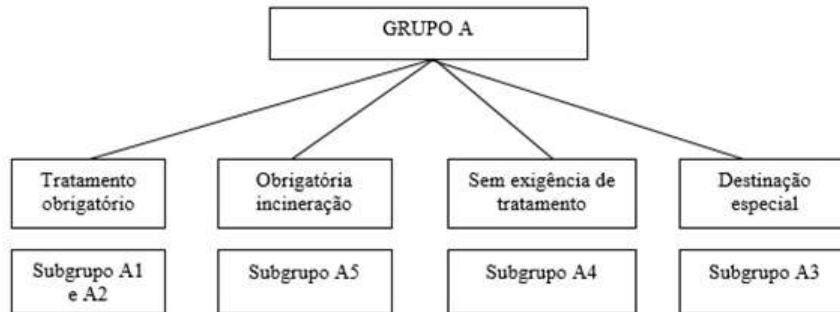 GRUPO A
Tratamento
obrigatório
Obrigatória
incineração
Sem exigência de
tratamento
Destinação
especial
Subgrupo A1
e A2
Subgrupo A5
Subgrupo A4
Subgrupo A3